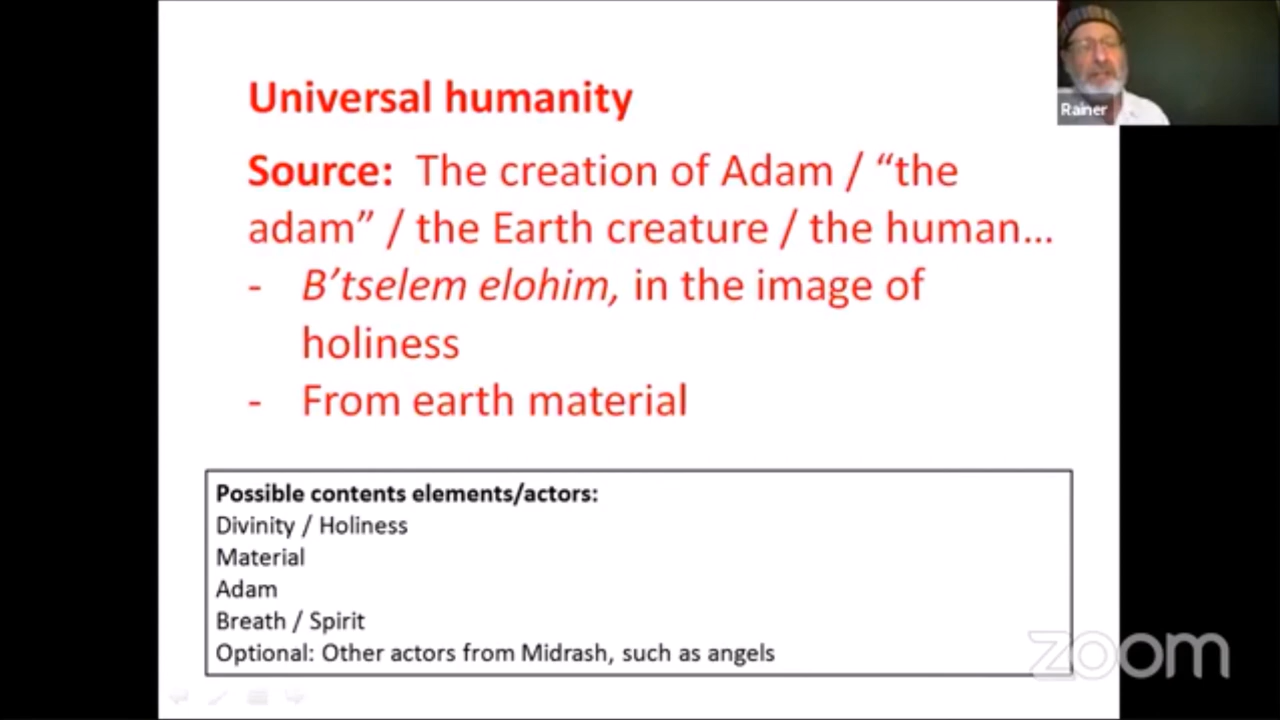 Universal humanity
Source: The creation of Adam / “the
adam” / the Earth creature / the human...
- B’tselem elohim, in the image of
holiness
- From earth material
Possible contents elements/actors:
Divinity / Holiness
Material
Adam
Breath / Spirit
Optional: Other actors from Midrash, such as angels
Rainer
zoom